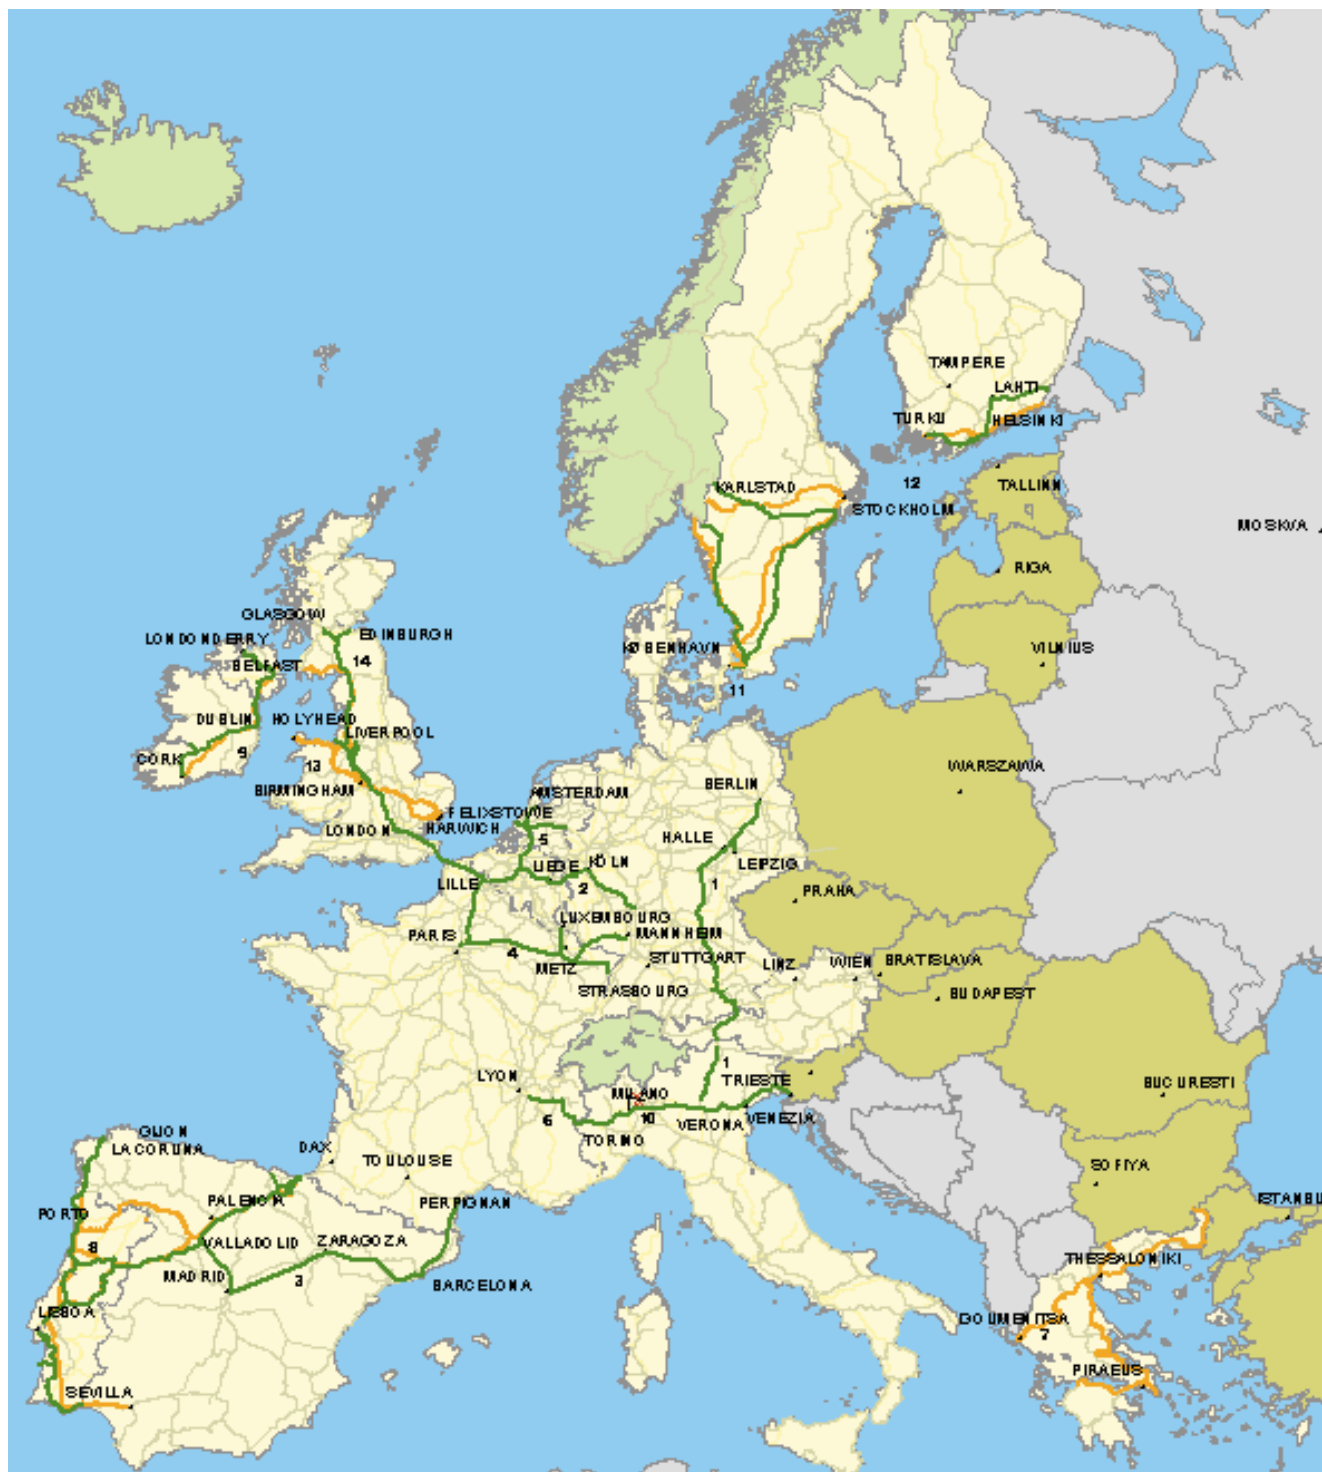 TAMPERE
LAHTI
TURKU
HELSINKI
KARLSTAD
12
TALLINN
STOCKHOLM
MOSKVA
RIGA
GLASGOW
LONDONDERRY
EDINBURGH
KØBENHAVN
VILNIUS
BELFAST
14
11
DUBLIN
HOLYHEAD
LIVERPOOL
9
CORK
13
WARSZAWA
BERLIN
BIRMINGHAM
AMSTERDAM
FELIXSTOWE
LONDON
HARWICH
5
HALLE
LEIPZIG
LIEGE
KÖLN
LILLE
2
1
PRAHA
LUXEMBOURG
PARIS
MANNHEIM
4
METZ
STUTTGART
LINZ
WIEN
BRATISLAVA
STRASBOURG
BUDAPEST
1
LYON
TRIESTE
BUCURESTI
MILANO
6
10
VERONA
VENEZIA
GIJON
TORINO
LA CORUNA
DAX
TOULOUSE
SOFIYA
PALENCIA
PERPIGNAN
ISTANBU
PORTO
8
VALLADOLID
ZARAGOZA
THESSALONIKI
MADRID
3
BARCELONA
LISBOA
IGOUMENITSA
7
PIRAEUS
SEVILLA